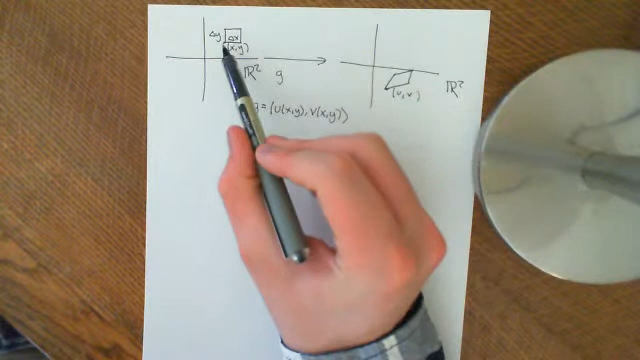 Δy Δx
(x,y)
ℝ² g (u,v) ℝ²
g = (u(x,y), v(x,y))